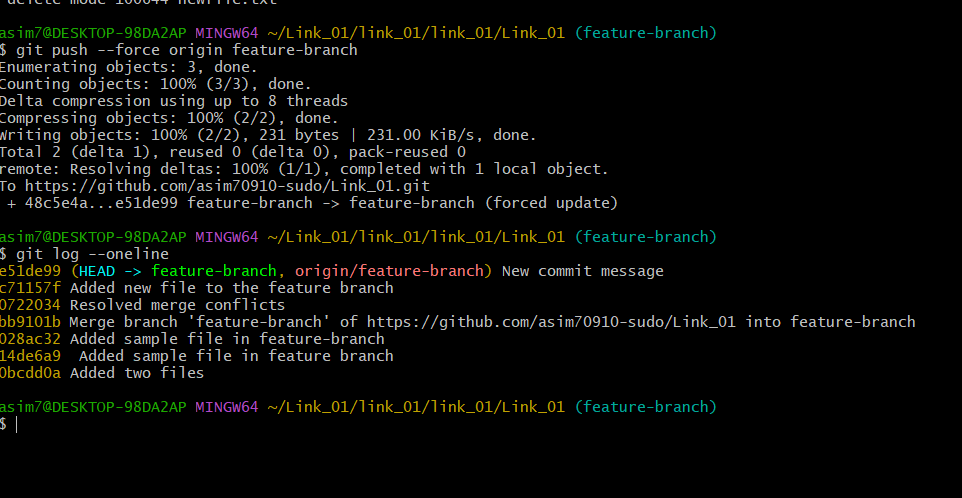 delete mode 100644 newfile.txt
asim7@DESKTOP-98DA2AP MINGW64 ~/Link_01/link_01/link_01/Link_01 (feature-branch)
$ git push --force origin feature-branch
Enumerating objects: 3, done.
Counting objects: 100% (3/3), done.
Delta compression using up to 8 threads
Compressing objects: 100% (2/2), done.
Writing objects: 100% (2/2), 231 bytes | 231.00 KiB/s, done.
Total 2 (delta 1), reused 0 (delta 0), pack-reused 0
remote: Resolving deltas: 100% (1/1), completed with 1 local object.
To https://github.com/asim70910-sudo/Link_01.git
 + 48c5e4a...e51de99 feature-branch -> feature-branch (forced update)
asim7@DESKTOP-98DA2AP MINGW64 ~/Link_01/link_01/link_01/Link_01 (feature-branch)
$ git log --oneline
e51de99 (HEAD -> feature-branch, origin/feature-branch) New commit message
c71157f Added new file to the feature branch
0722034 Resolved merge conflicts
bb9101b Merge branch 'feature-branch' of https://github.com/asim70910-sudo/Link_01 into feature-branch
028ac32 Added sample file in feature-branch
14de6a9  Added sample file in feature branch
0bcdd0a Added two files
asim7@DESKTOP-98DA2AP MINGW64 ~/Link_01/link_01/link_01/Link_01 (feature-branch)
$